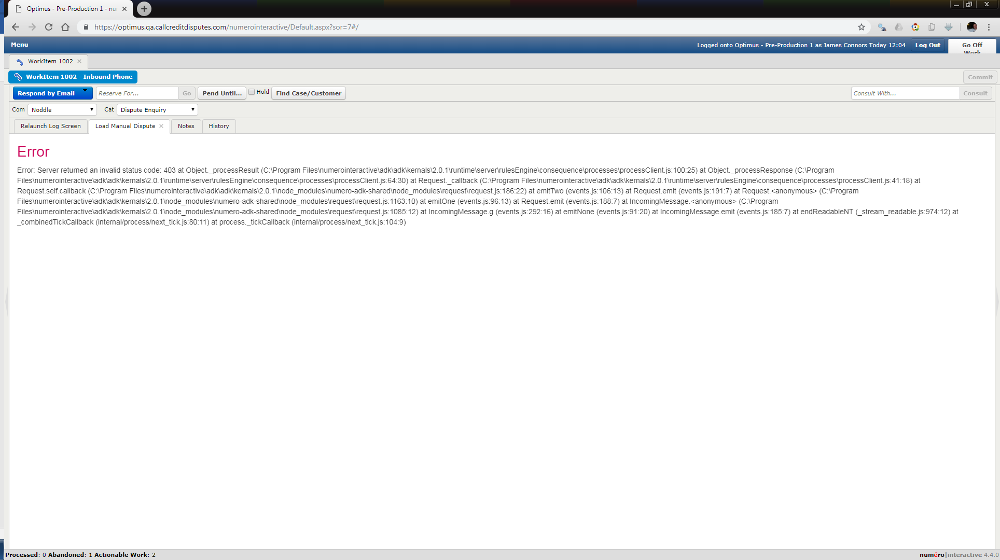 Optimus - Pre-Production 1 - nu
https://optimus.qa.callcreditdisputes.com/numerointeractive/Default.aspx?sor=7#/
Menu
Logged onto Optimus - Pre-Production 1 as James Connors Today 12:04
Log Out
Go Off Work
WorkItem 1002
WorkItem 1002 - Inbound Phone
Commit
Respond by Email
Reserve For...
Go
Pend Until...
Hold
Find Case/Customer
Consult With...
Consult
Com
Noddle
Cat
Dispute Enquiry
Relaunch Log Screen
Load Manual Dispute
Notes
History
Error
Error: Server returned an invalid status code: 403 at Object._processResult (C:\Program Files\numerointeractive\adk\adk\kernals\2.0.1\runtime\server\rulesEngine\consequence\processes\processClient.js:100:25) at Object._processResponse (C:\Program
Files\numerointeractive\adk\adk\kernals\2.0.1\runtime\server\rulesEngine\consequence\processes\processClient.js:64:30) at Request._callback (C:\Program Files\numerointeractive\adk\adk\kernals\2.0.1\runtime\server\rulesEngine\consequence\processes\processClient.js:41:18) at
Request.self.callback (C:\Program Files\numerointeractive\adk\adk\kernals\2.0.1\node_modules\numero-adk-shared\node_modules\request\request.js:186:22) at emitTwo (events.js:106:13) at Request.emit (events.js:191:7) at Request.<anonymous> (C:\Program
Files\numerointeractive\adk\adk\kernals\2.0.1\node_modules\numero-adk-shared\node_modules\request\request.js:1163:10) at emitOne (events.js:96:13) at Request.emit (events.js:188:7) at IncomingMessage.<anonymous> (C:\Program
Files\numerointeractive\adk\adk\kernals\2.0.1\node_modules\numero-adk-shared\node_modules\request\request.js:1085:12) at IncomingMessage.g (events.js:292:16) at emitNone (events.js:91:20) at IncomingMessage.emit (events.js:185:7) at endReadableNT (_stream_readable.js:974:12) at
_combinedTickCallback (internal/process/next_tick.js:80:11) at process._tickCallback (internal/process/next_tick.js:104:9)
Processed: 0 Abandoned: 1 Actionable Work: 2
numéro|interactive 4.4.0